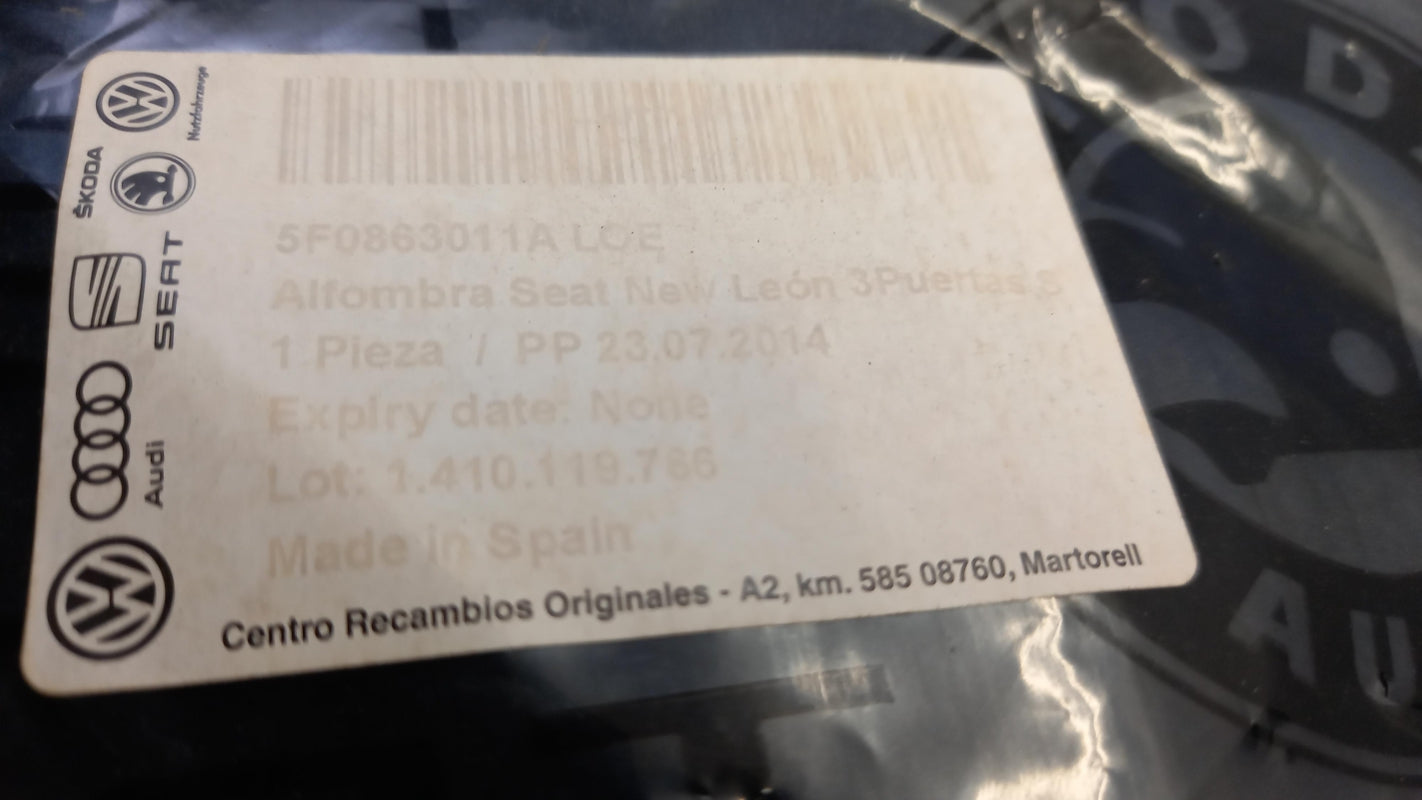 Nutzfahrzeuge
ŠKODA
SEAT
Audi
5F0863011A LOE
Alfombra Seat New León 3Puertas S
1 Pieza / PP 23.07.2014
Expiry date: None
Lot: 1.410.119.766
Made in Spain
Centro Recambios Originales - A2, km. 585 08760, Martorell